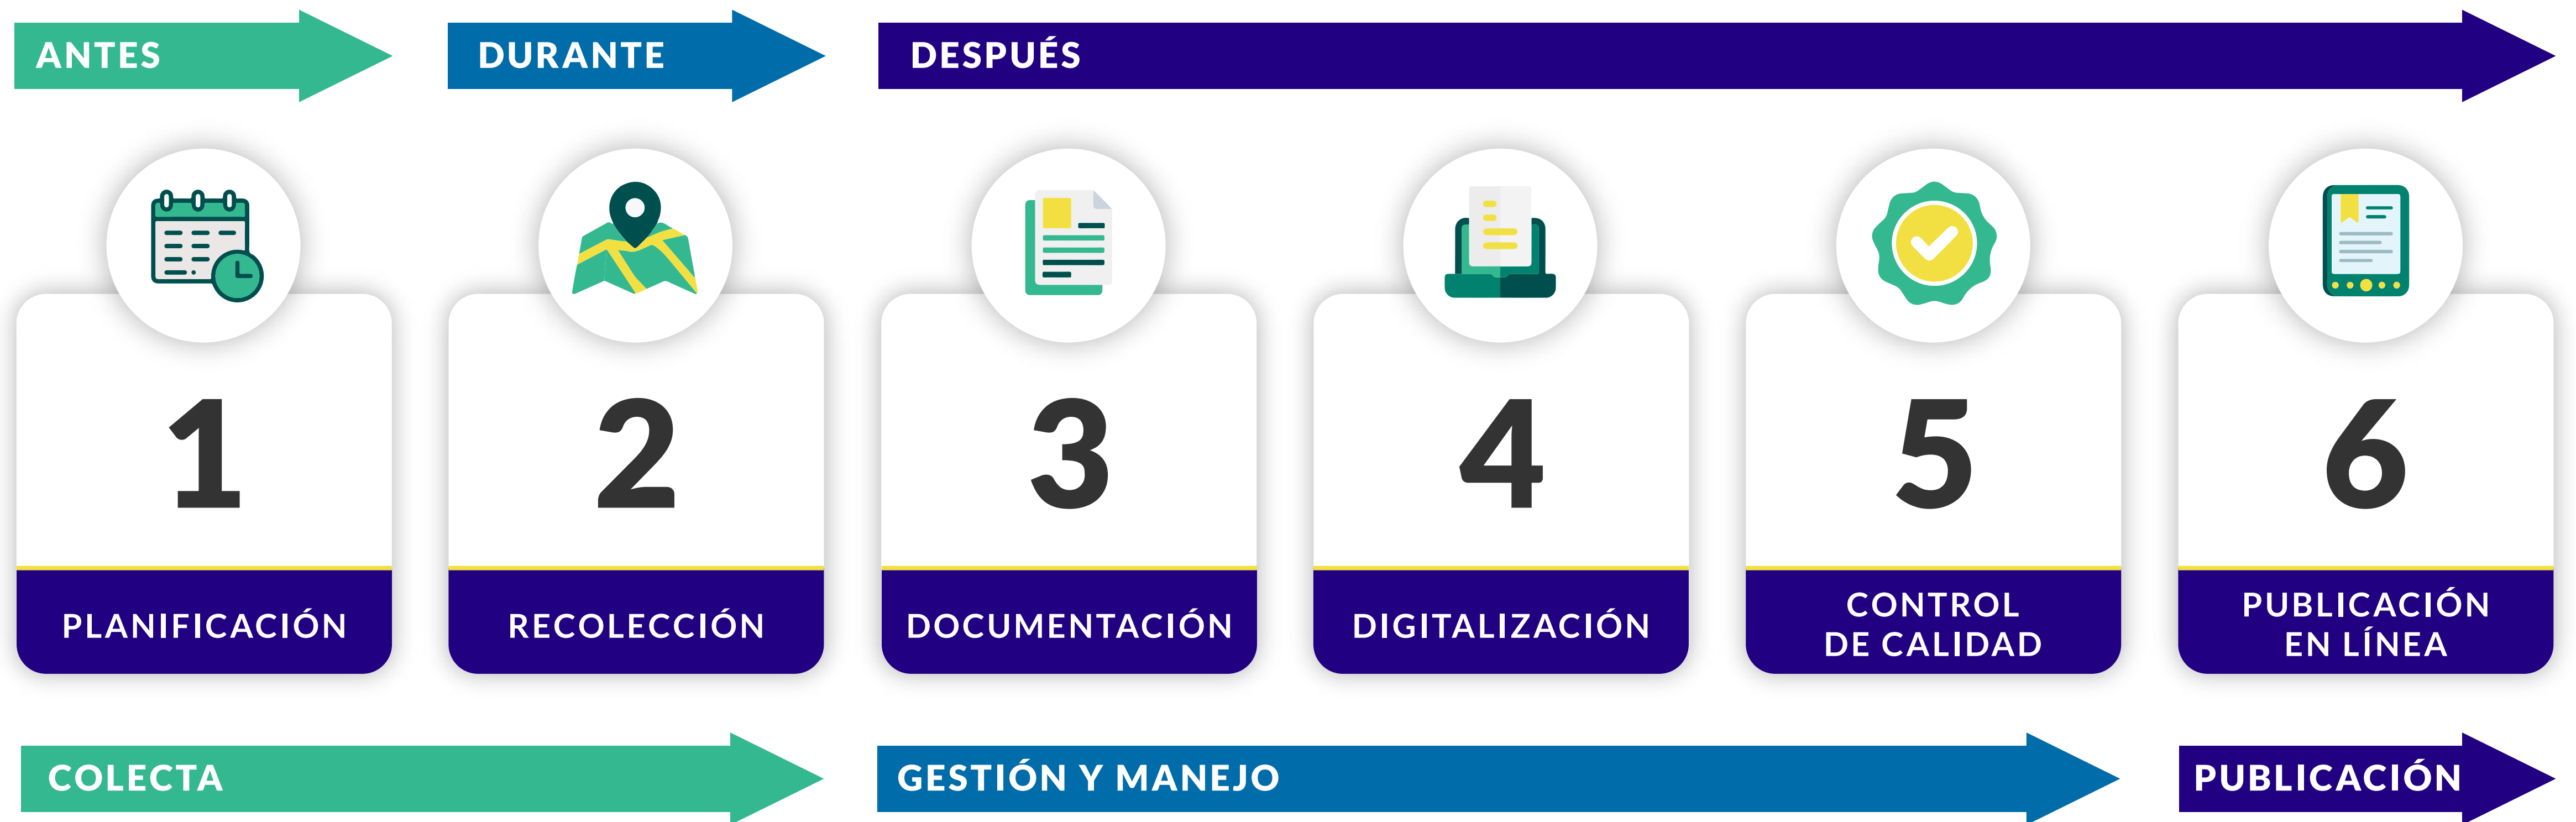 ANTES
DURANTE
DESPUÉS
1
PLANIFICACIÓN
2
RECOLECCIÓN
3
DOCUMENTACIÓN
4
DIGITALIZACIÓN
5
CONTROL
DE CALIDAD
6
PUBLICACIÓN
EN LÍNEA
COLECTA
GESTIÓN Y MANEJO
PUBLICACIÓN